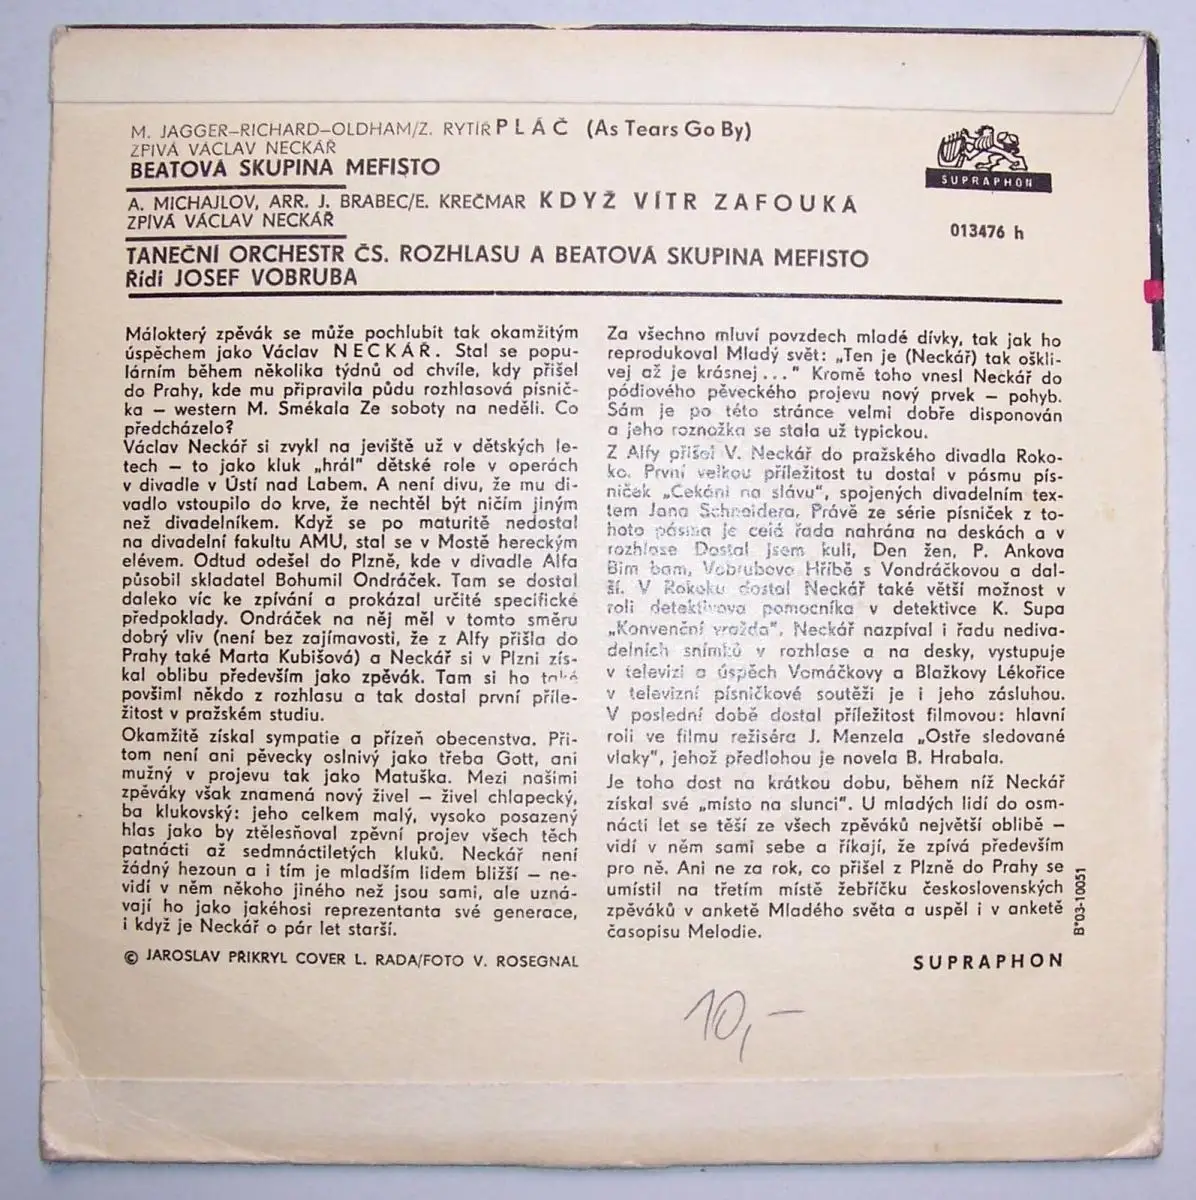 M. JAGGER–RICHARD–OLDHAM/Z. RYTÍŘ PLÁČ (As Tears Go By)
ZPÍVÁ VÁCLAV NECKÁŘ
BEATOVÁ SKUPINA MEFISTO
A. MICHAJLOV, ARR. J. BRABEC/E. KREČMAR KDYŽ VÍTR ZAFOUKÁ
ZPÍVÁ VÁCLAV NECKÁŘ
TANEČNÍ ORCHESTR ČS. ROZHLASU A BEATOVÁ SKUPINA MEFISTO
Řídí JOSEF VOBRUBA
SUPRAPHON
013476 h
Málokterý zpěvák se může pochlubit tak okamžitým
úspěchem jako Václav NECKÁŘ. Stal se popu-
lárním během několika týdnů od chvíle, kdy přišel
do Prahy, kde mu připravila půdu rozhlasová písnič-
ka – western M. Smékala Ze soboty na neděli. Co
předcházelo?
Václav Neckář si zvykl na jeviště už v dětských le-
tech – to jako kluk „hrál" dětské role v operách
v divadle v Ústí nad Labem. A není divu, že mu di-
vadlo vstoupilo do krve, že nechtěl být ničím jiným
než divadelníkem. Když se po maturitě nedostal
na divadelní fakultu AMU, stal se v Mostě hereckým
elévem. Odtud odešel do Plzně, kde v divadle Alfa
působil skladatel Bohumil Ondráček. Tam se dostal
daleko víc ke zpívání a prokázal určité specifické
předpoklady. Ondráček na něj měl v tomto směru
dobrý vliv (není bez zajímavosti, že z Alfy přišla do
Prahy také Marta Kubišová) a Neckář si v Plzni zís-
kal oblibu především jako zpěvák. Tam si ho také
povšiml někdo z rozhlasu a tak dostal první příle-
žitost v pražském studiu.
Okamžitě získal sympatie a přízeň obecenstva. Při-
tom není ani pěvecky oslnivý jako třeba Gott, ani
mužný v projevu tak jako Matuška. Mezi našimi
zpěváky však znamená nový živel – živel chlapecký,
ba klukovský: jeho celkem malý, vysoko posazený
hlas jako by ztělesňoval zpěvní projev všech těch
patnácti až sedmnáctiletých kluků. Neckář není
žádný hezoun a i tím je mladším lidem bližší – ne-
vidí v něm někoho jiného než jsou sami, ale uzná-
vají ho jako jakéhosi reprezentanta své generace,
i když je Neckář o pár let starší.
© JAROSLAV PŘIKRYL COVER L. RADA/FOTO V. ROSEGNAL
Za všechno mluví povzdech mladé dívky, tak jak ho
reprodukoval Mladý svět: „Ten je (Neckář) tak oškli-
vej až je krásnej..." Kromě toho vnesl Neckář do
pódiového pěveckého projevu nový prvek – pohyb.
Sám je po této stránce velmi dobře disponován
a jeho roznožka se stala už typickou.
Z Alfy přišel V. Neckář do pražského divadla Roko-
ko. První velkou příležitost tu dostal v pásmu pís-
niček „Čekání na slávu", spojených divadelním tex-
tem Jana Schneidera. Právě ze série písniček z to-
hoto pásma je celá řada nahrána na deskách a v
rozhlase Dostal jsem kuli, Den žen, P. Ankova
Bim bam, Vobrubova Hříbě s Vondráčkovou a dal-
ší. V Rokoku dostal Neckář také větší možnost v
roli detektivova pomocníka v detektivce K. Supa
„Konvenční vražda". Neckář nazpíval i řadu nediva-
delních snímků v rozhlase a na desky, vystupuje
v televizi a úspěch Vomáčkovy a Blažkovy Lékořice
v televizní písničkové soutěži je i jeho zásluhou.
V poslední době dostal příležitost filmovou: hlavní
roli ve filmu režiséra J. Menzela „Ostře sledované
vlaky", jehož předlohou je novela B. Hrabala.
Je toho dost na krátkou dobu, během níž Neckář
získal své „místo na slunci". U mladých lidí do osm-
nácti let se těší ze všech zpěváků největší oblibě –
vidí v něm sami sebe a říkají, že zpívá především
pro ně. Ani ne za rok, co přišel z Plzně do Prahy se
umístil na třetím místě žebříčku československých
zpěváků v anketě Mladého světa a uspěl i v anketě
časopisu Melodie.
SUPRAPHON
B*03-10051
10,–